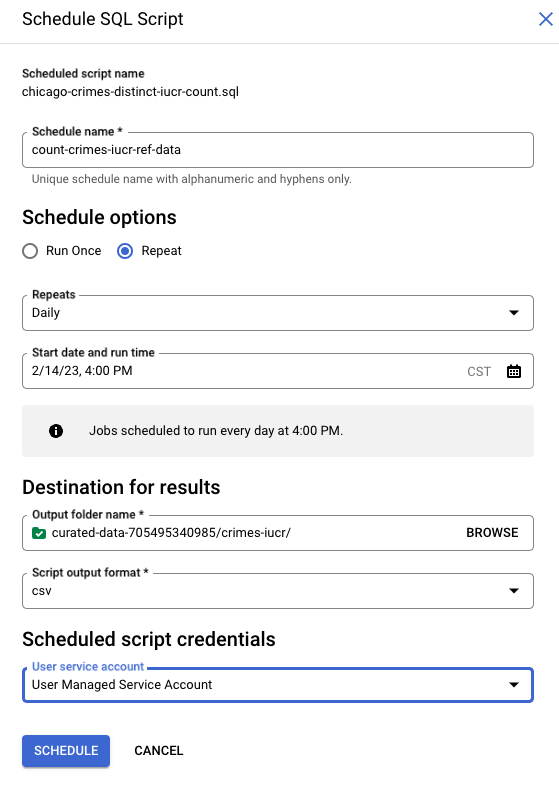 Schedule SQL Script
Scheduled script name
chicago-crimes-distinct-iucr-count.sql
Schedule name *
count-crimes-iucr-ref-data
Unique schedule name with alphanumeric and hyphens only.
Schedule options
Run Once Repeat
Repeats
Daily
Start date and run time
2/14/23, 4:00 PM CST
Jobs scheduled to run every day at 4:00 PM.
Destination for results
Output folder name *
curated-data-705495340985/crimes-iucr/ BROWSE
Script output format *
csv
Scheduled script credentials
User service account
User Managed Service Account
SCHEDULE CANCEL